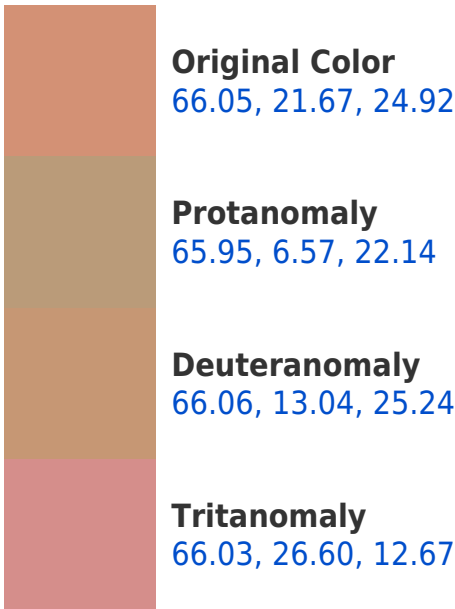 Original Color
66.05, 21.67, 24.92
Protanomaly
65.95, 6.57, 22.14
Deuteranomaly
66.06, 13.04, 25.24
Tritanomaly
66.03, 26.60, 12.67